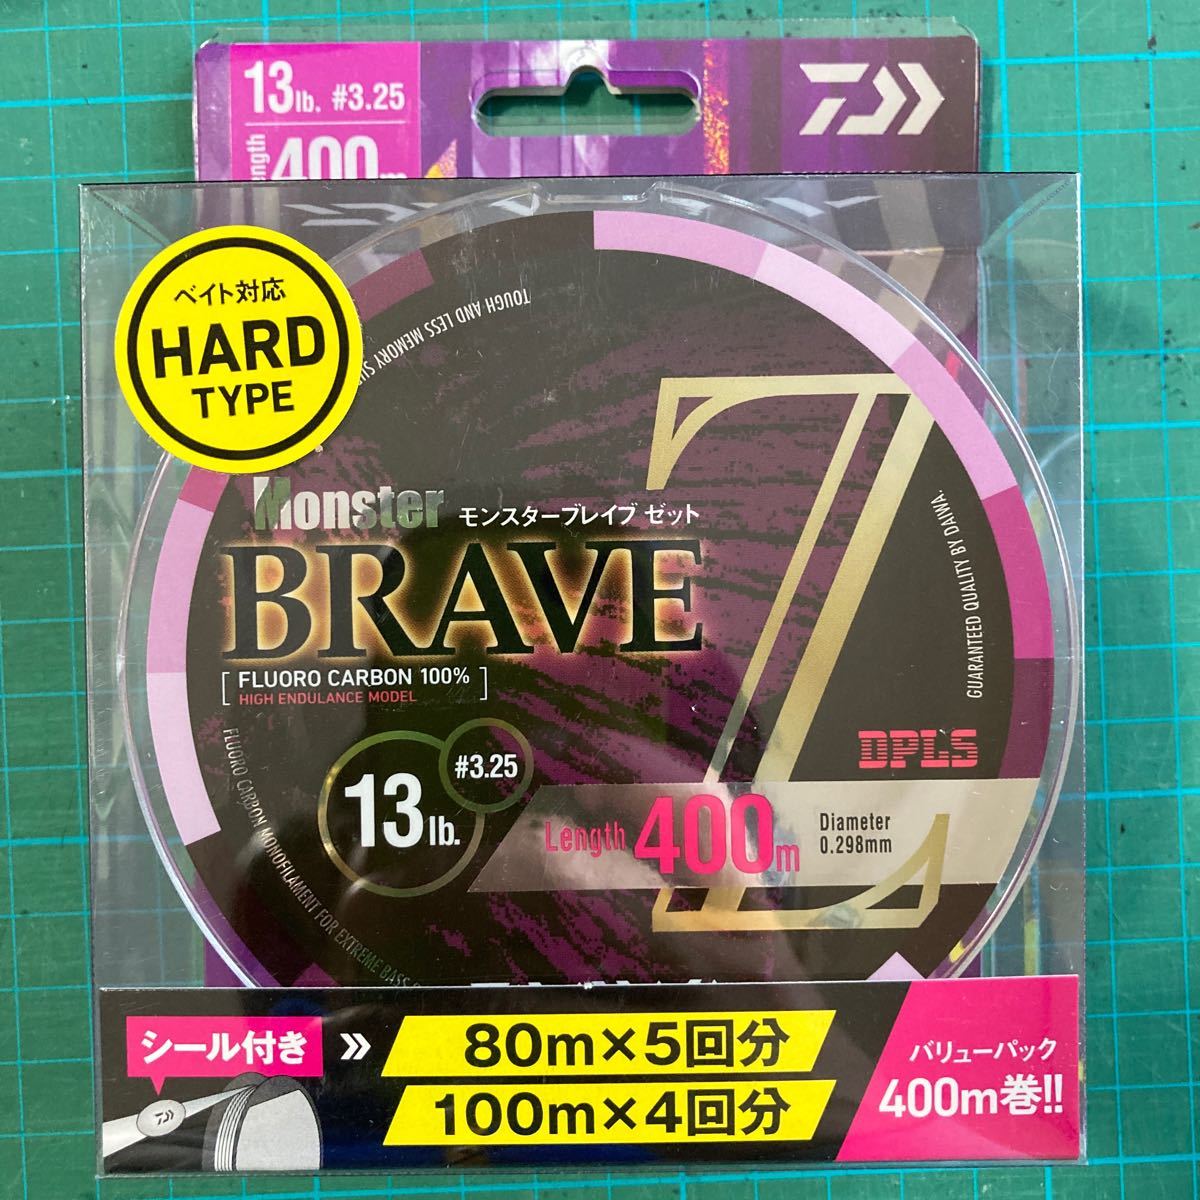 13lb. #3.25
Length 400m
ベイト対応
HARD
TYPE
TOUGH AND LESS MEMORY
Monster モンスターブレイブ ゼット
BRAVE Z
[ FLUORO CARBON 100%
HIGH ENDULANCE MODEL ]
GUARANTEED QUALITY BY DAIWA.
FLUORO CARBON MONOFILAMENT FOR EXTREME BASS
DPLS
#3.25
13lb.
Length 400m
Diameter
0.298mm
シール付き
80m×5回分
100m×4回分
バリューパック
400m巻!!